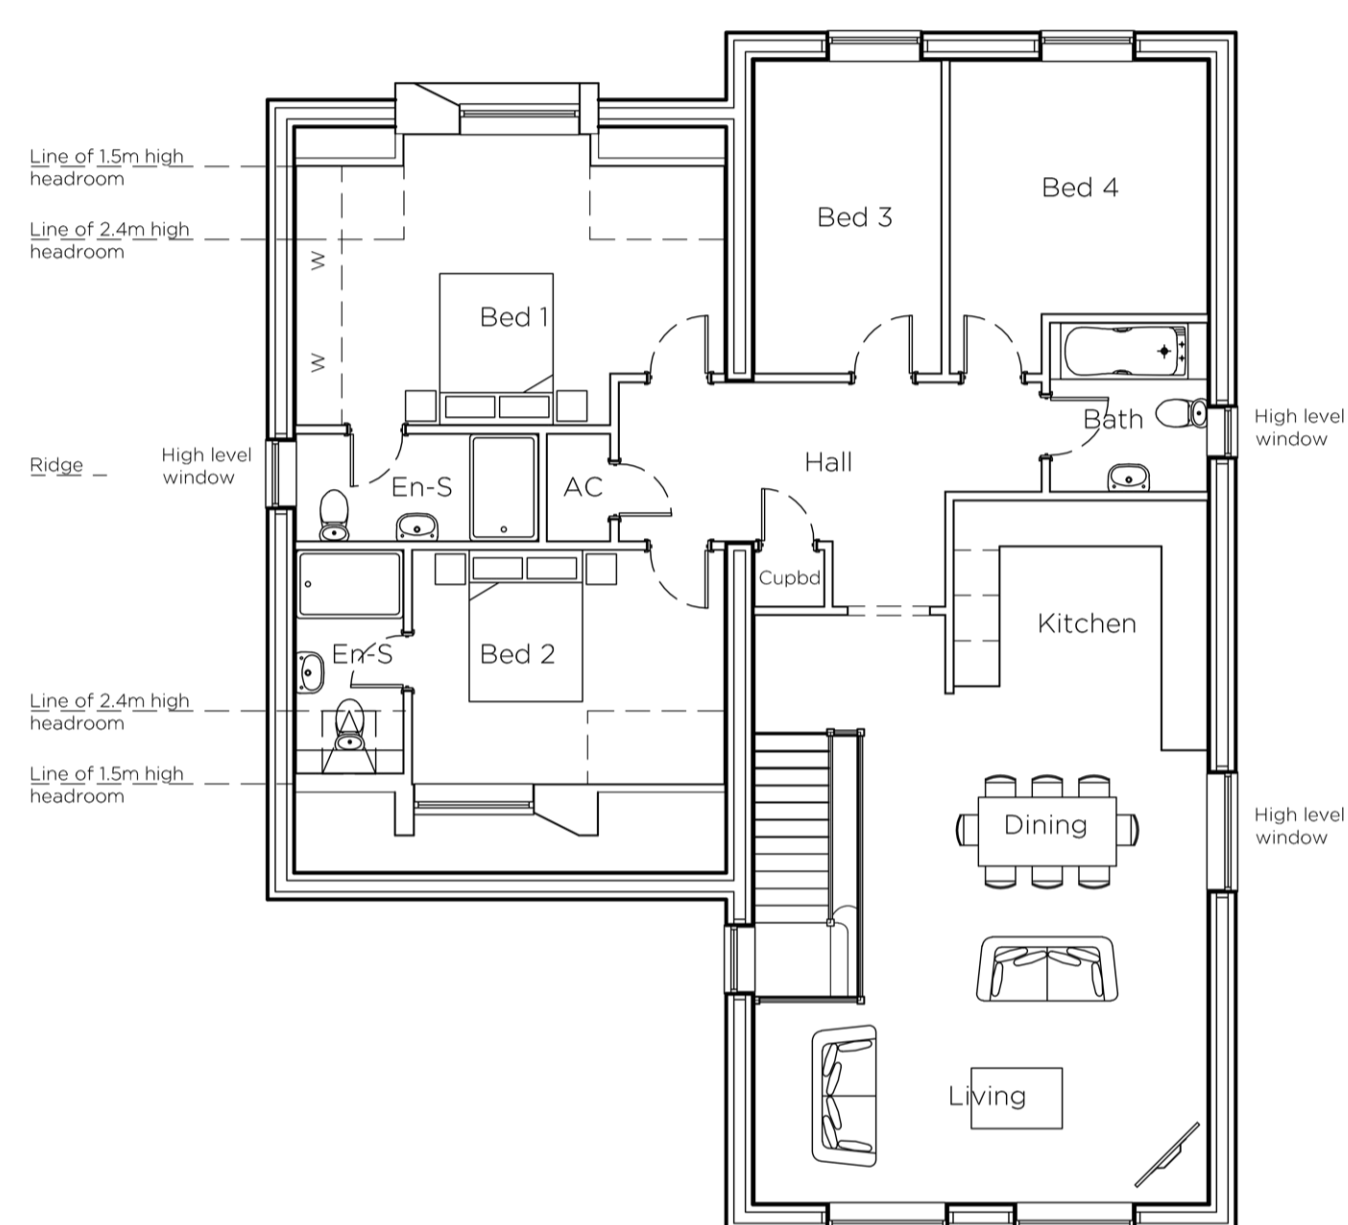 Line of 1.5m high
headroom
Line of 2.4m high
headroom
Bed 3
Bed 4
W
W
Bed 1
Ridge
High level
window
En-S
AC
Hall
Bath
High level
window
Cupbd
Kitchen
En-S
Bed 2
Line of 2.4m high
headroom
Line of 1.5m high
headroom
Dining
High level
window
Living